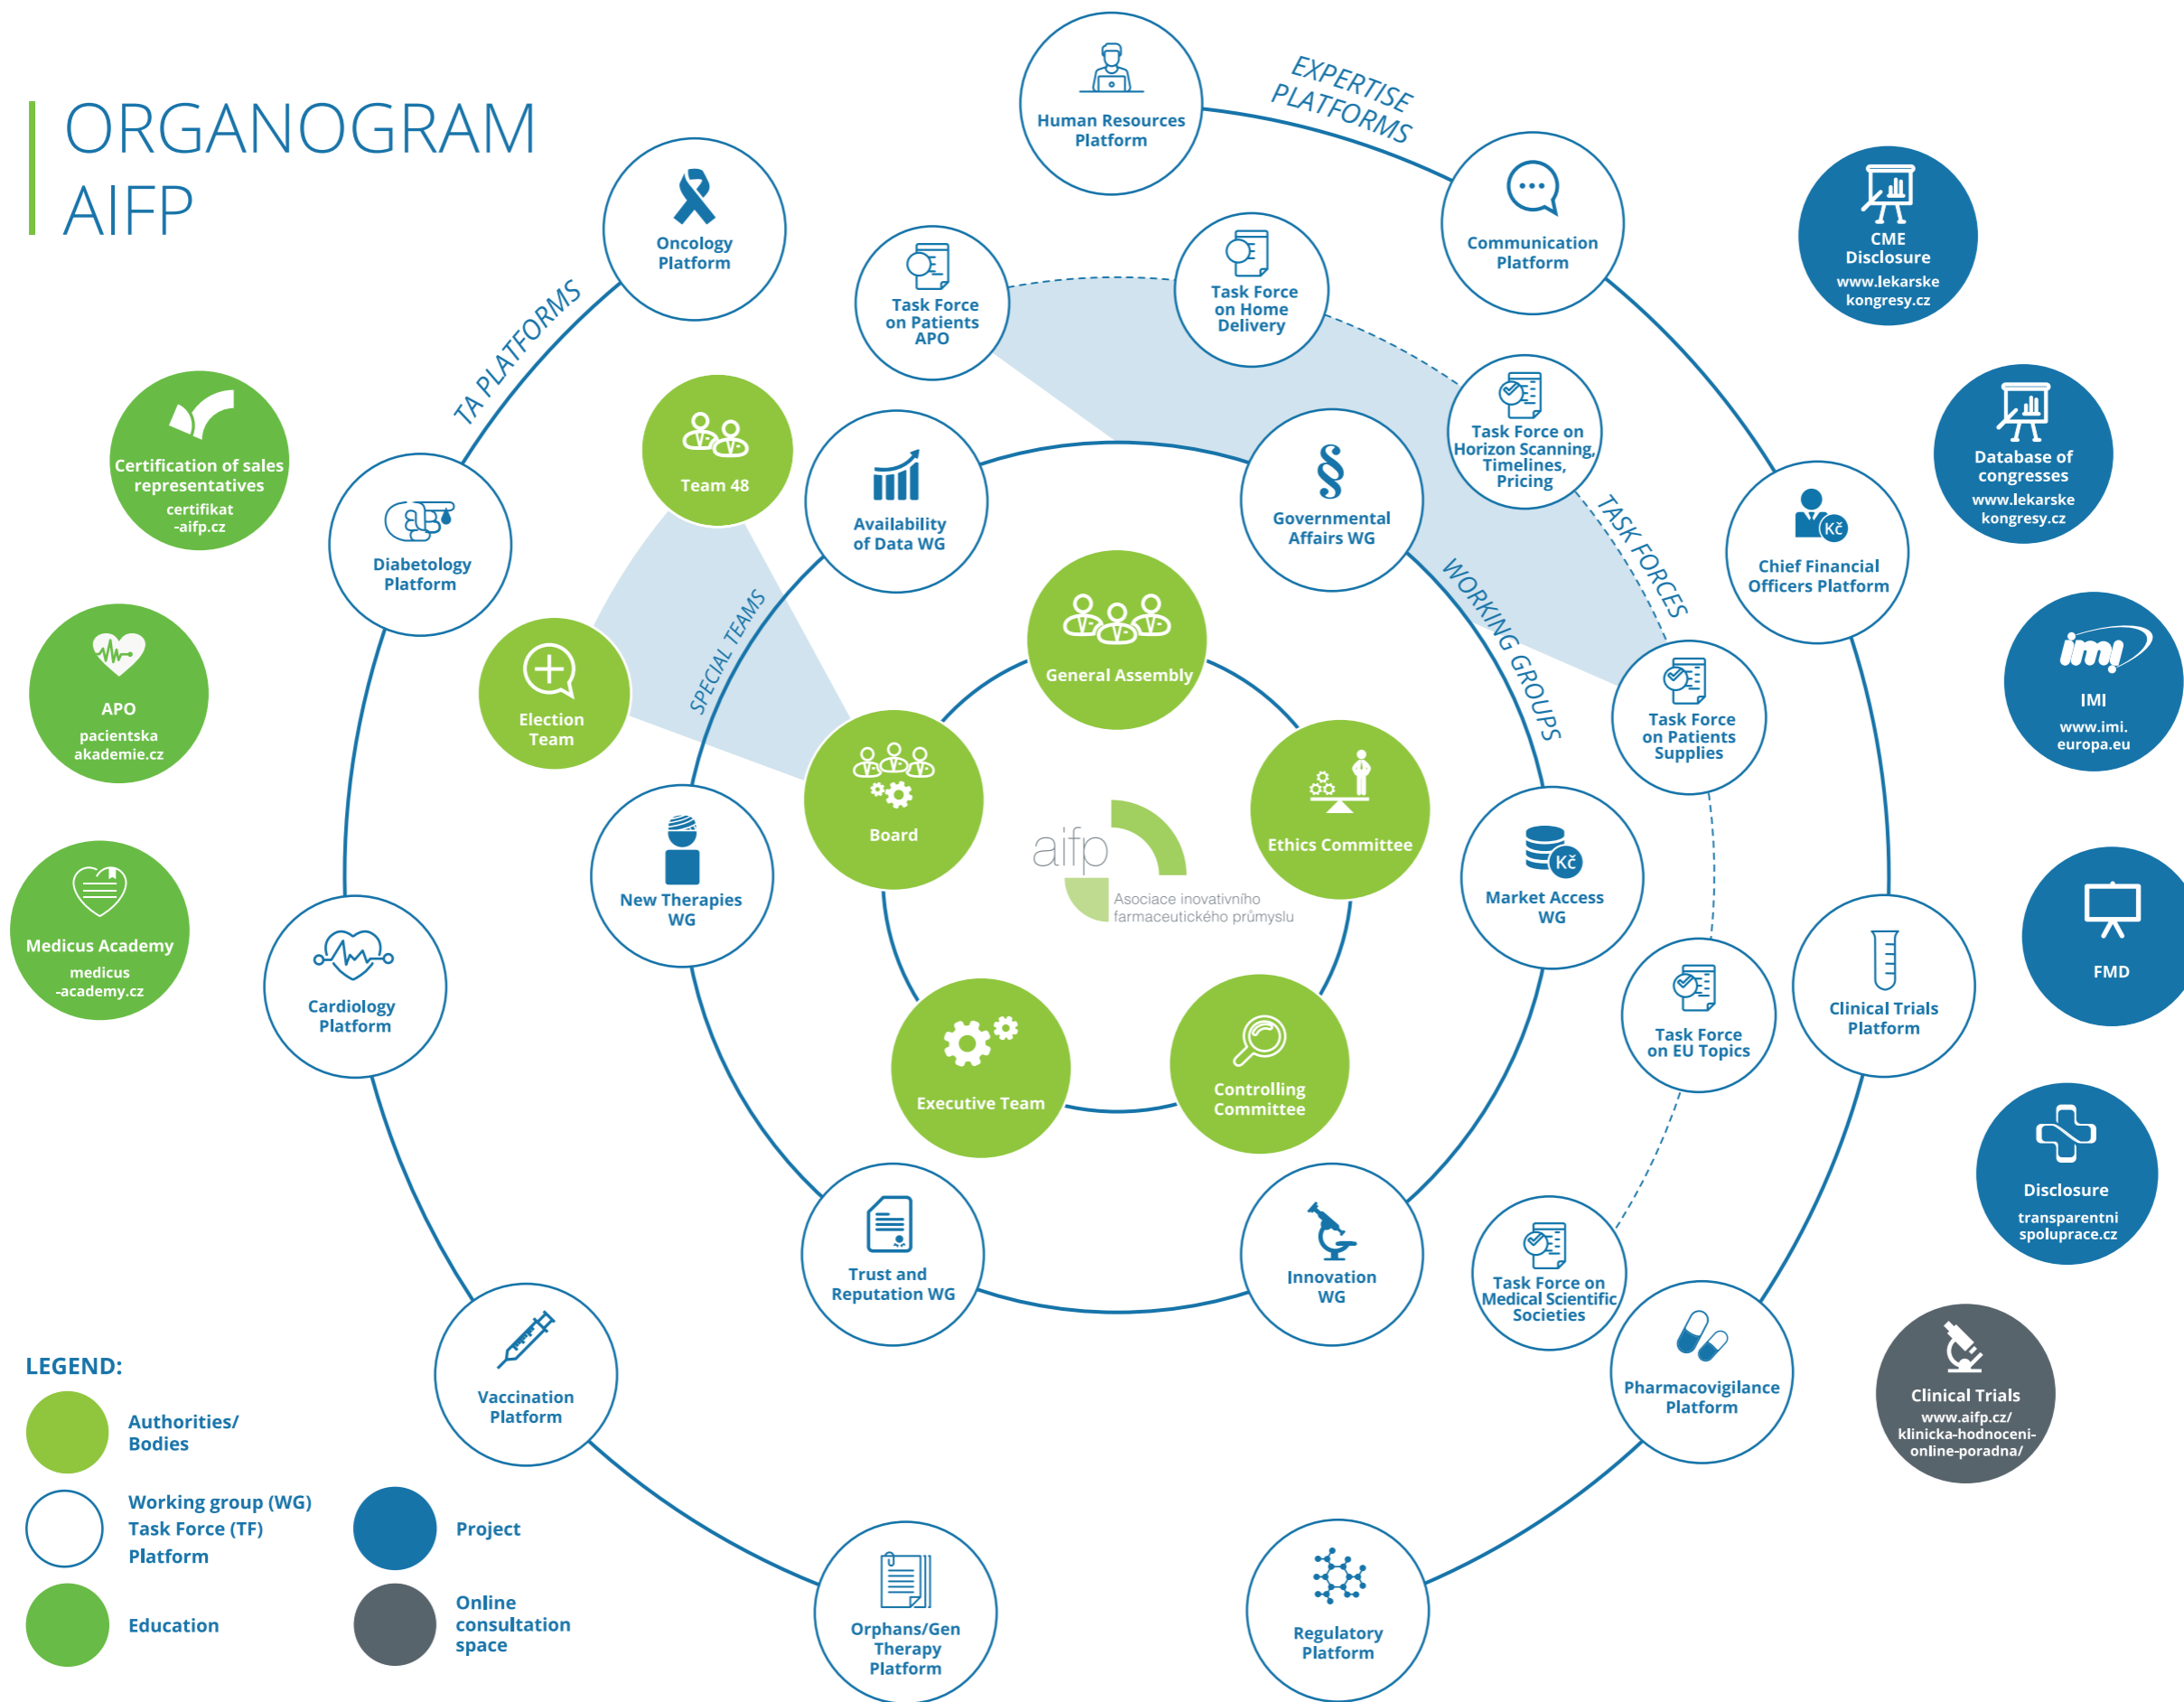 ORGANOGRAM
AIFP
Human Resources
Platform
EXPERTISE
PLATFORMS
Communication
Platform
Chief Financial
Officers Platform
Kč
Clinical Trials
Platform
Pharmacovigilance
Platform
Regulatory
Platform
TA PLATFORMS
Oncology
Platform
Diabetology
Platform
Cardiology
Platform
Vaccination
Platform
Orphans/Gen
Therapy
Platform
TASK FORCES
Task Force
on Patients
APO
Task Force
on Home
Delivery
Task Force on
Horizon Scanning,
Timelines,
Pricing
Task Force
on Patients
Supplies
Task Force
on EU Topics
Task Force on
Medical Scientific
Societies
SPECIAL TEAMS
Team 48
Election
Team
WORKING GROUPS
Availability
of Data WG
§
Governmental
Affairs WG
Kč
Market Access
WG
Innovation
WG
Trust and
Reputation WG
New Therapies
WG
General Assembly
Ethics Committee
Controlling
Committee
Executive Team
Board
aifp
Asociace inovativního
farmaceutického průmyslu
Certification of sales
representatives
certifikat
-aifp.cz
APO
pacientska
akademie.cz
Medicus Academy
medicus
-academy.cz
CME
Disclosure
www.lekarske
kongresy.cz
Database of
congresses
www.lekarske
kongresy.cz
imi
IMI
www.imi.
europa.eu
FMD
Disclosure
transparentni
spoluprace.cz
Clinical Trials
www.aifp.cz/
klinicka-hodnoceni-
online-poradna/
LEGEND:
Authorities/
Bodies
Working group (WG)
Task Force (TF)
Platform
Education
Project
Online
consultation
space